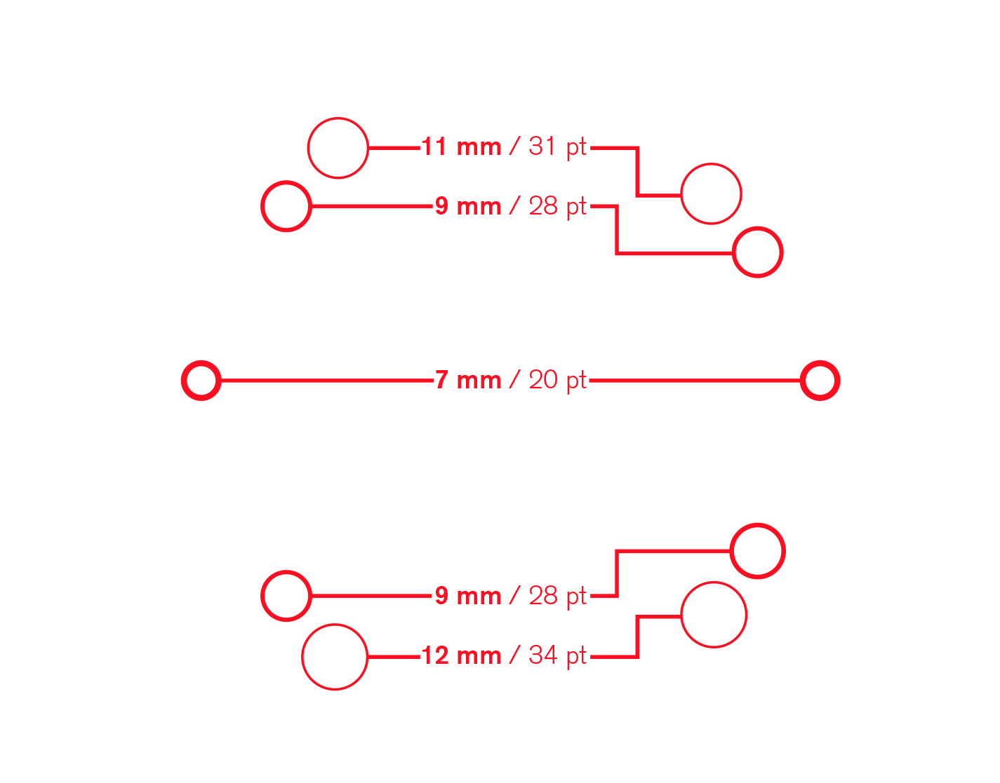 11 mm / 31 pt
9 mm / 28 pt
7 mm / 20 pt
9 mm / 28 pt
12 mm / 34 pt